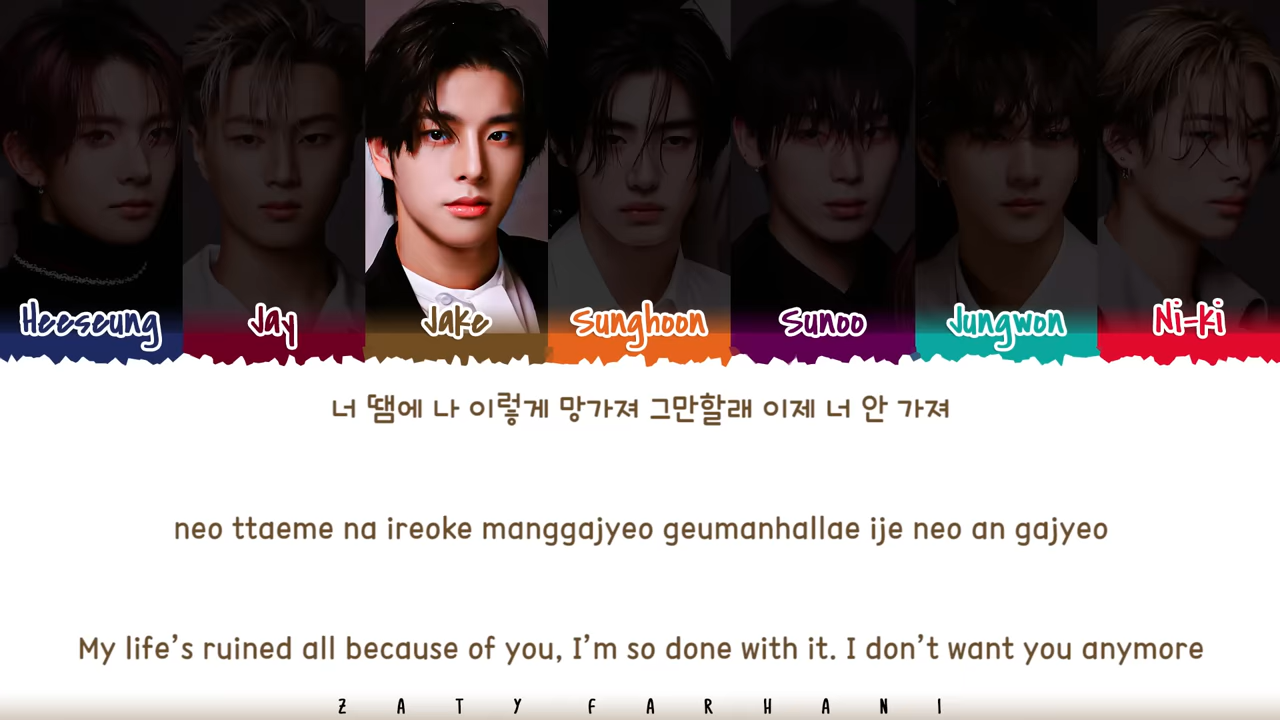 Heeseung Jay Jake Sunghoon Sunoo Jungwon Ni-ki
너 땜에 나 이렇게 망가져 그만할래 이제 너 안 가져
neo ttaeme na ireoke manggajyeo geumanhallae ije neo an gajyeo
My life's ruined all because of you, I'm so done with it. I don't want you anymore
ZATY FARHANI